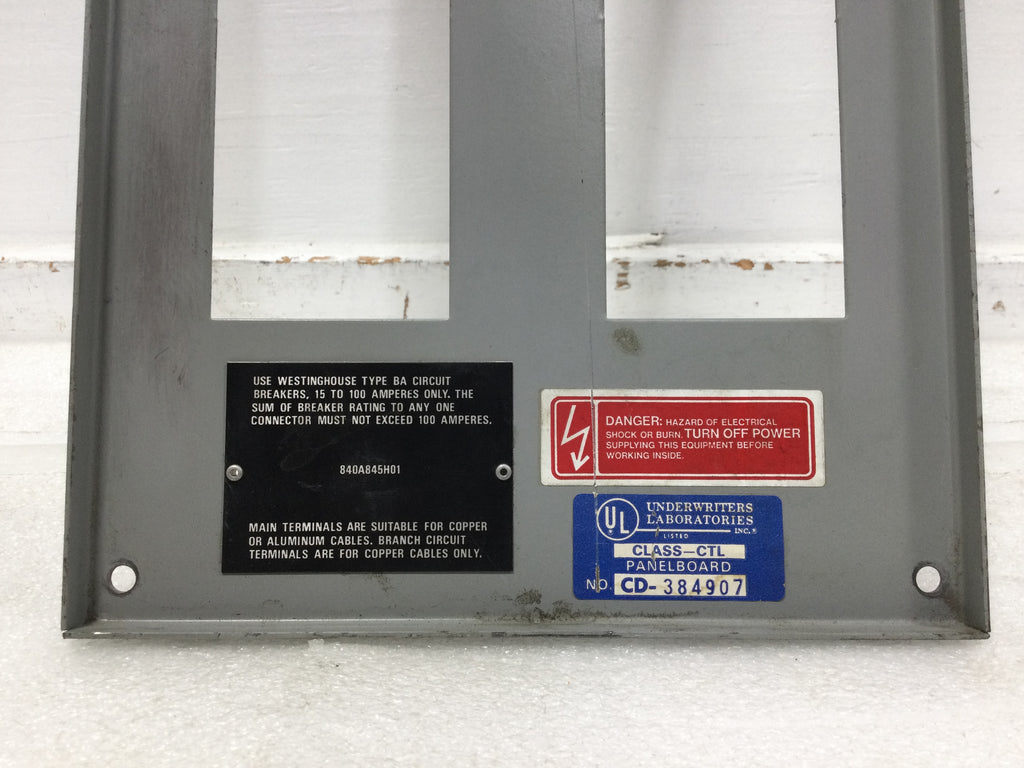 USE WESTINGHOUSE TYPE BA CIRCUIT
BREAKERS, 15 TO 100 AMPERES ONLY. THE
SUM OF BREAKER RATING TO ANY ONE
CONNECTOR MUST NOT EXCEED 100 AMPERES.
840A845H01
MAIN TERMINALS ARE SUITABLE FOR COPPER
OR ALUMINUM CABLES. BRANCH CIRCUIT
TERMINALS ARE FOR COPPER CABLES ONLY.
DANGER: HAZARD OF ELECTRICAL
SHOCK OR BURN. TURN OFF POWER
SUPPLYING THIS EQUIPMENT BEFORE
WORKING INSIDE.
UL
UNDERWRITERS
LABORATORIES
INC.®
LISTED
CLASS-CTL
PANELBOARD
NO. CD-384907